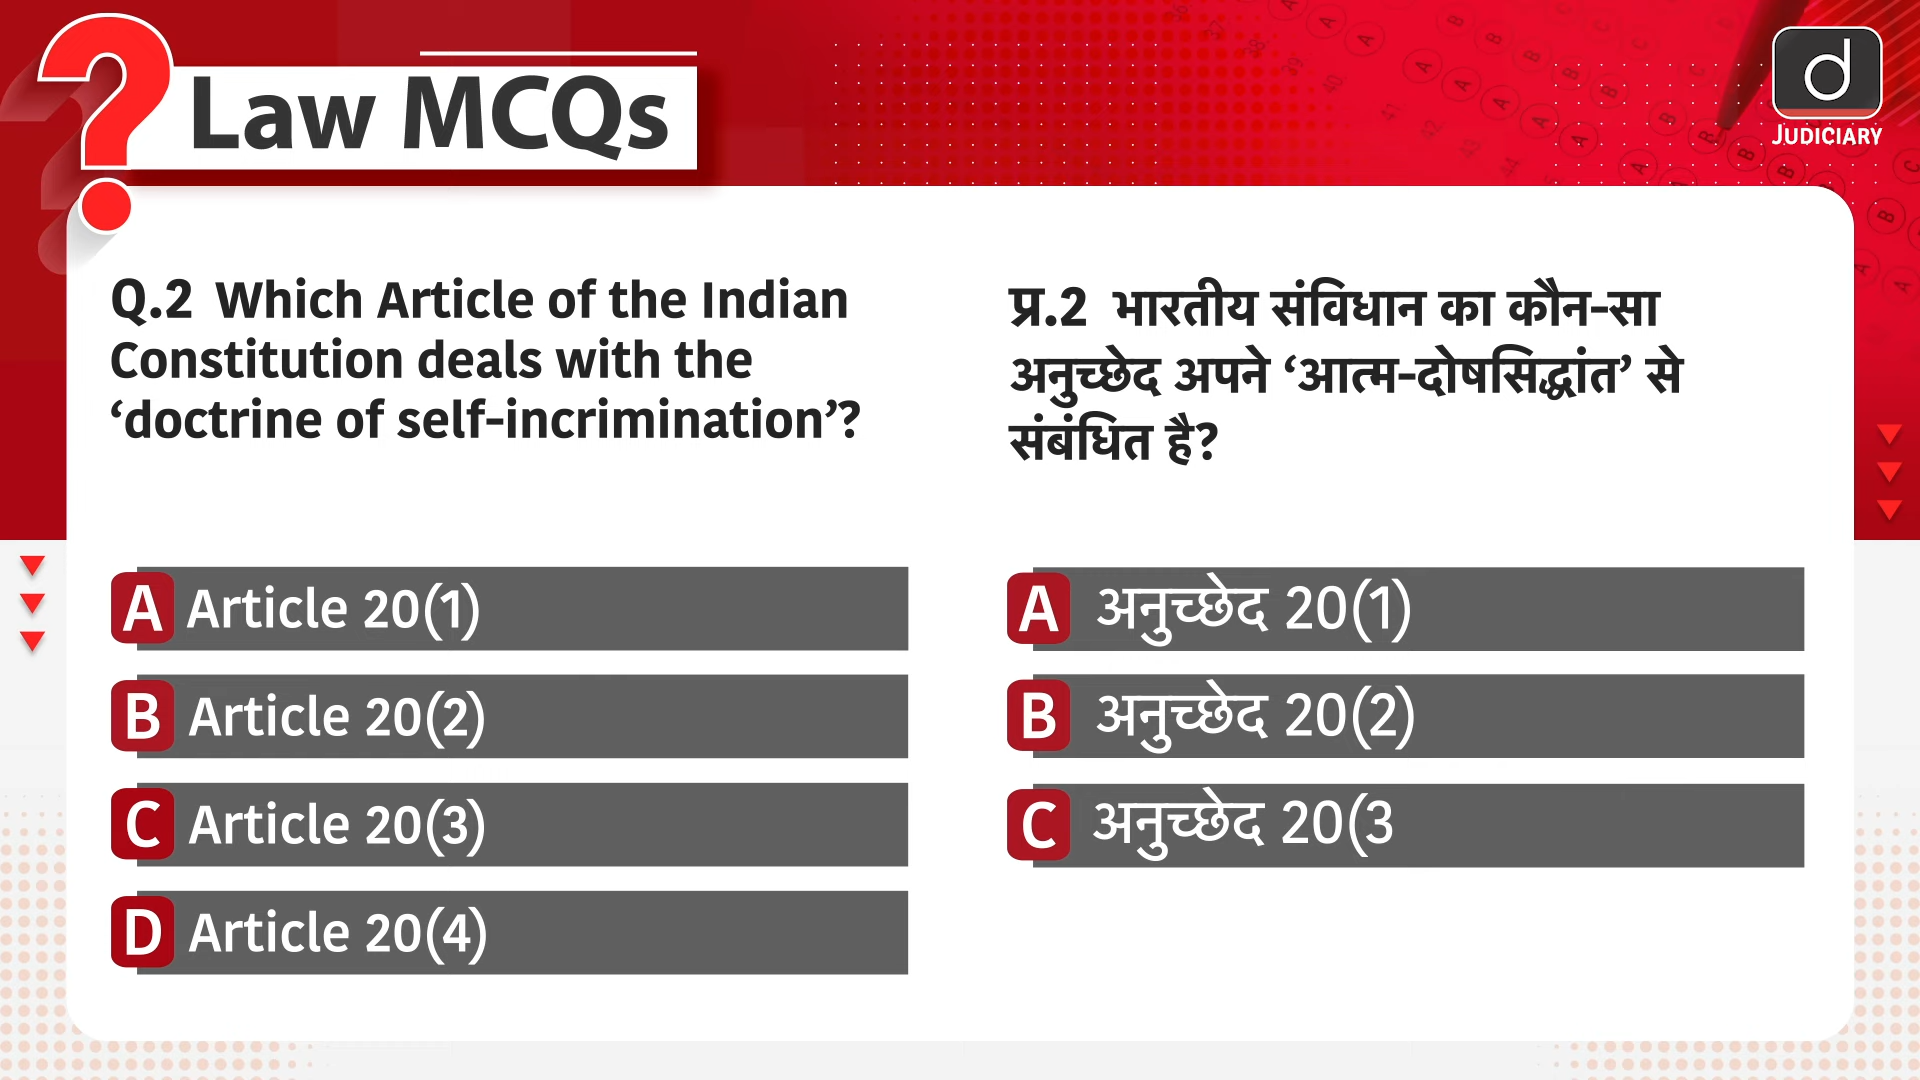 Law MCQs
JUDICIARY
Q.2 Which Article of the Indian
Constitution deals with the
‘doctrine of self-incrimination’?
A Article 20(1)
B Article 20(2)
C Article 20(3)
D Article 20(4)
प्र.2 भारतीय संविधान का कौन-सा
अनुच्छेद अपने ‘आत्म-दोषसिद्धांत’ से
संबंधित है?
A अनुच्छेद 20(1)
B अनुच्छेद 20(2)
C अनुच्छेद 20(3